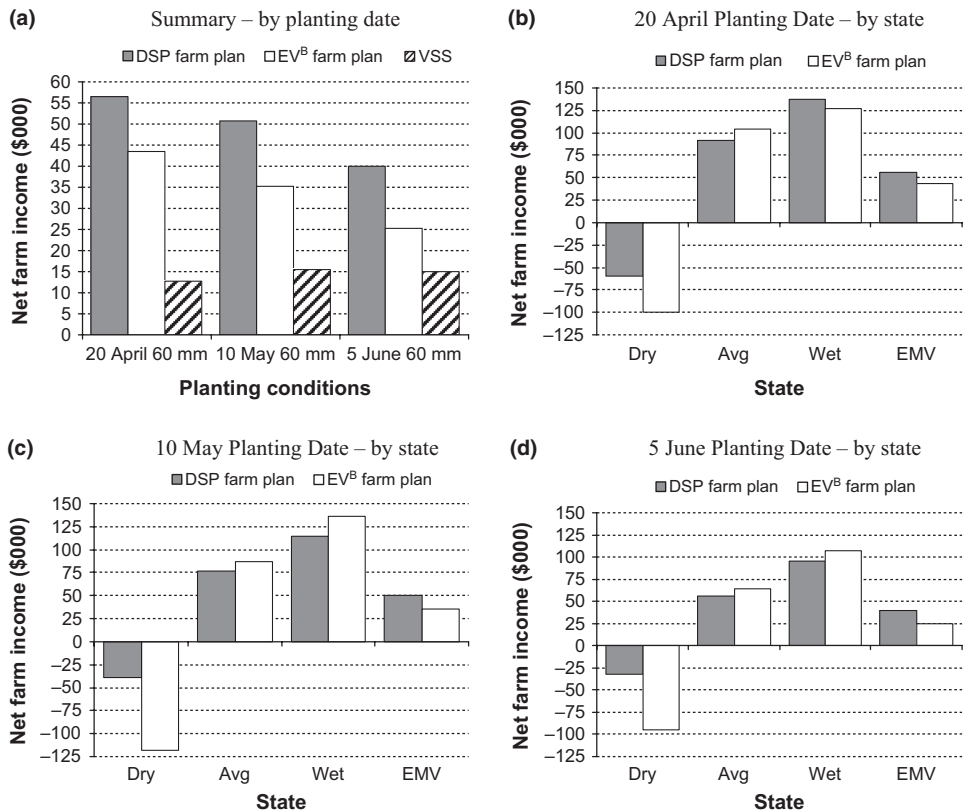 (a) Summary – by planting date
DSP farm plan EVᴮ farm plan VSS
Net farm income ($000)
60
55
50
45
40
35
30
25
20
15
10
5
0
20 April 60 mm 10 May 60 mm 5 June 60 mm
Planting conditions
(b) 20 April Planting Date – by state
DSP farm plan EVᴮ farm plan
Net farm income ($000)
150
125
100
75
50
25
0
–25
–50
–75
–100
–125
Dry Avg Wet EMV
State
(c) 10 May Planting Date – by state
DSP farm plan EVᴮ farm plan
Net farm income ($000)
150
125
100
75
50
25
0
–25
–50
–75
–100
–125
Dry Avg Wet EMV
State
(d) 5 June Planting Date – by state
DSP farm plan EVᴮ farm plan
Net farm income ($000)
150
125
100
75
50
25
0
–25
–50
–75
–100
–125
Dry Avg Wet EMV
State